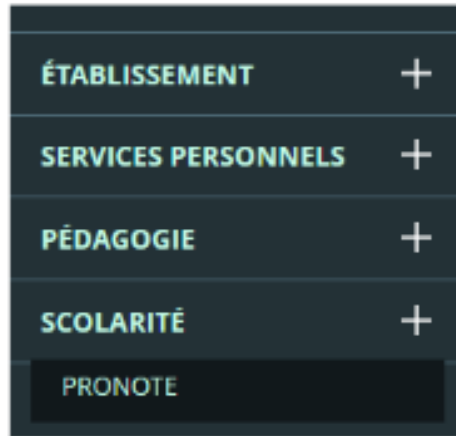 ÉTABLISSEMENT +
SERVICES PERSONNELS +
PÉDAGOGIE +
SCOLARITÉ +
PRONOTE